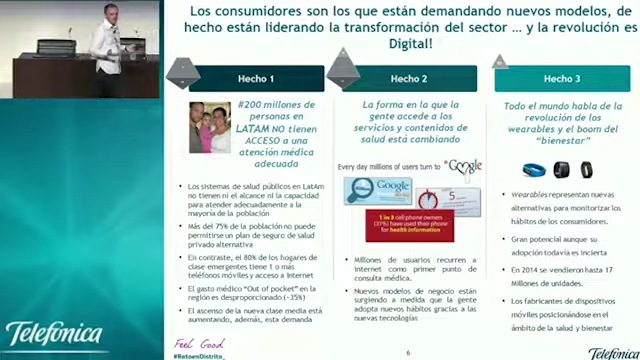 Los consumidores son los que están demandando nuevos modelos, de
hecho están liderando la transformación del sector ... y la revolución es
Digital!
Hecho 1
#200 millones de
personas en
LATAM NO tienen
ACCESO a una
atención médica
adecuada
• Los sistemas de salud públicos en LatAm
no tienen ni el alcance ni la capacidad
para atender adecuadamente a la
mayoría de la población
• Más del 75% de la población no puede
permitirse un plan de seguro de salud
privado alternativa
• En contraste, el 80% de los hogares de
clase emergentes tiene 1 o más
teléfonos móviles y acceso a Internet
• El gasto médico "Out of pocket" en la
región es desproporcionado (~35%)
• El ascenso de la nueva clase media está
aumentando, además, esta demanda
Hecho 2
La forma en la que la
gente accede a los
servicios y contenidos de
salud está cambiando
Every day millions of users turn to
Google
Google
5
1 in 3 cell phone owners
(31%) have used their phone
for health information
• Millones de usuarios recurren a
internet como primer punto de
consulta médica.
• Nuevos modelos de negocio están
surgiendo a medida que la gente
adopta nuevos hábitos gracias a las
nuevas tecnologías
Hecho 3
Todo el mundo habla de la
revolución de los
wearables y el boom del
"bienestar"
• Wearables representan nuevas
alternativas para monitorizar los
hábitos de los consumidores.
• Gran potencial aunque su
adopción todavía es incierta
• En 2014 se vendieron hasta 17
Millones de unidades.
• Los fabricantes de dispositivos
móviles posicionándose en el
ámbito de la salud y bienestar
Telefónica
Feel Good
#RetoenDistrito_
6
Telefónica